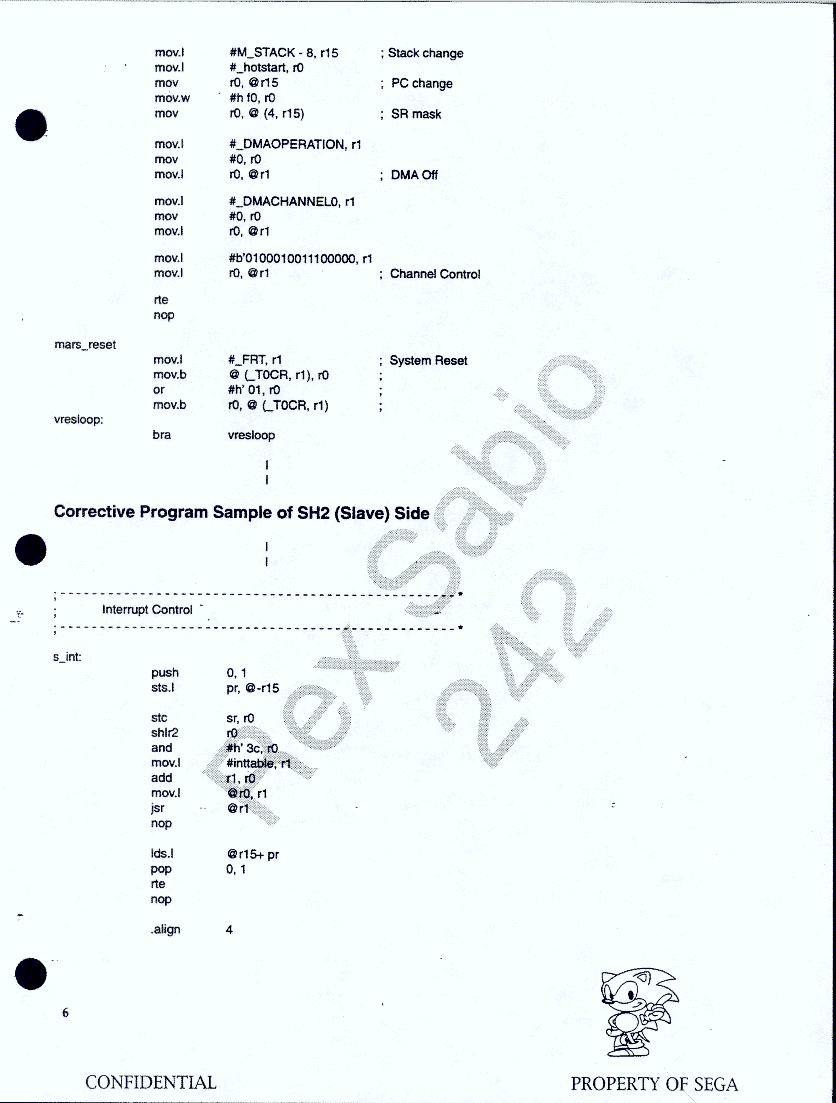 mov.l #M_STACK - 8, r15 ; Stack change
mov.l #_hotstart, r0
mov r0, @r15 ; PC change
mov.w #h f0, r0
mov r0, @ (4, r15) ; SR mask
mov.l #_DMAOPERATION, r1
mov #0, r0
mov.l r0, @r1 ; DMA Off
mov.l #_DMACHANNEL0, r1
mov #0, r0
mov.l r0, @r1
mov.l #b'0100010011100000, r1
mov.l r0, @r1 ; Channel Control
rte
nop
mars_reset
mov.l #_FRT, r1 ; System Reset
mov.b @ (_T0CR, r1), r0 ;
or #h' 01, r0 ;
mov.b r0, @ (_T0CR, r1) ;
vresloop:
bra vresloop
|
|
Corrective Program Sample of SH2 (Slave) Side
|
|
;----------------------------------------------------------*
; Interrupt Control
;----------------------------------------------------------*
s_int:
push 0, 1
sts.l pr, @-r15
stc sr, r0
shlr2 r0
and #h' 3c, r0
mov.l #inttable, r1
add r1, r0
mov.l @r0, r1
jsr @r1
nop
lds.l @r15+ pr
pop 0, 1
rte
nop
.align 4
Rex Sabio
242
6
CONFIDENTIAL
PROPERTY OF SEGA